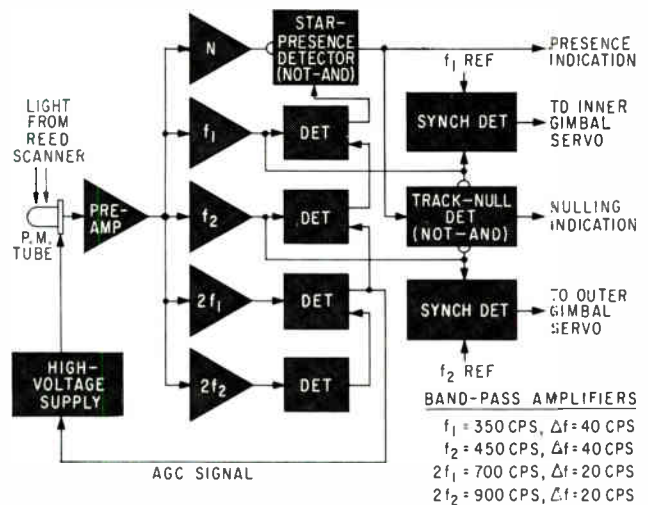 N
STAR-
PRESENCE
DETECTOR
(NOT-AND)
PRESENCE
INDICATION
f₁ REF
LIGHT
FROM
REED
SCANNER
f₁
DET
SYNCH DET
TO INNER
GIMBAL
SERVO
P.M.
TUBE
PRE-
AMP
f₂
DET
TRACK-NULL
DET
(NOT-AND)
NULLING
INDICATION
2f₁
DET
SYNCH DET
TO OUTER
GIMBAL
SERVO
HIGH-
VOLTAGE
SUPPLY
2f₂
DET
f₂ REF
AGC SIGNAL
BAND-PASS AMPLIFIERS
f₁ = 350 CPS, Δf = 40 CPS
f₂ = 450 CPS, Δf = 40 CPS
2f₁ = 700 CPS, Δf = 20 CPS
2f₂ = 900 CPS, Δf = 20 CPS